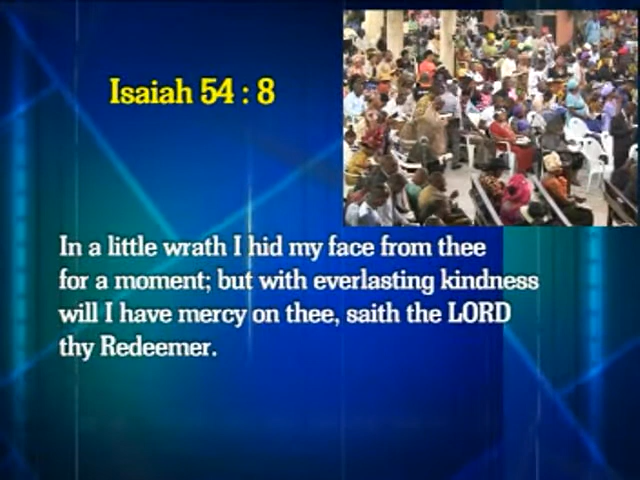 Isaiah 54 : 8
In a little wrath I hid my face from thee
for a moment; but with everlasting kindness
will I have mercy on thee, saith the LORD
thy Redeemer.